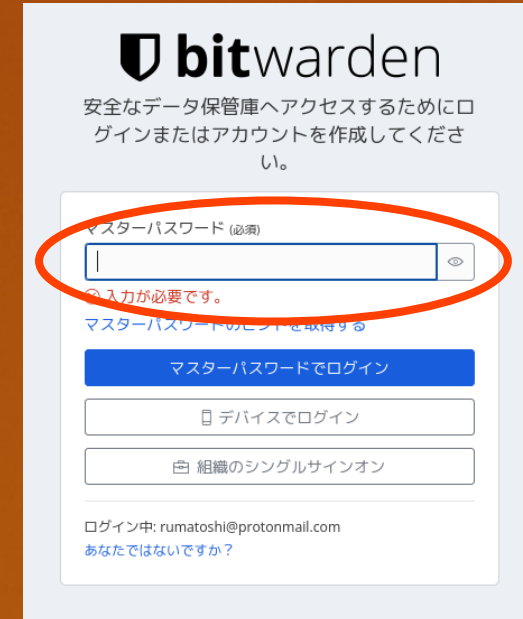 bitwarden
安全なデータ保管庫へアクセスするためにロ
グインまたはアカウントを作成してくださ
い。
マスターパスワード (必須)
入力が必要です。
マスターパスワードのヒントを取得する
マスターパスワードでログイン
デバイスでログイン
組織のシングルサインオン
ログイン中: rumatoshi@protonmail.com
あなたではないですか？